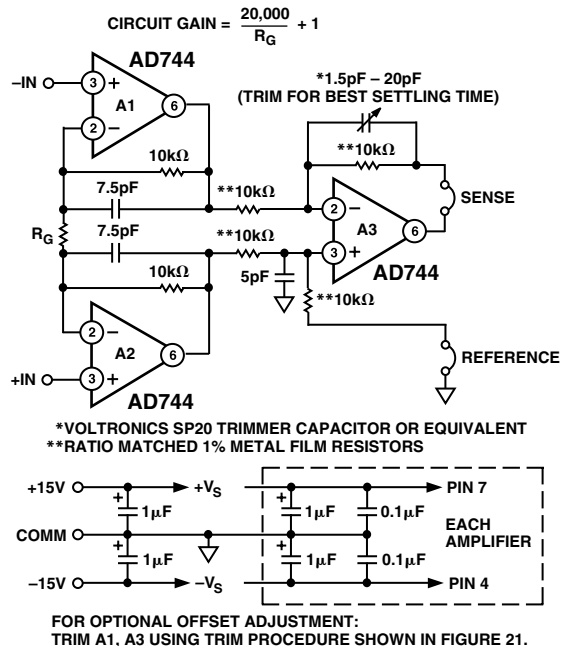 CIRCUIT GAIN = 20,000 / RG + 1
AD744
*1.5pF – 20pF
(TRIM FOR BEST SETTLING TIME)
–IN
3
+
A1
6
2
–
10kΩ
**10kΩ
7.5pF
**10kΩ
SENSE
2
–
A3
6
RG
7.5pF
**10kΩ
3
+
AD744
10kΩ
5pF
**10kΩ
2
–
A2
6
REFERENCE
+IN
3
+
AD744
*VOLTRONICS SP20 TRIMMER CAPACITOR OR EQUIVALENT
**RATIO MATCHED 1% METAL FILM RESISTORS
+15V
+VS
PIN 7
+
1μF
+
1μF
0.1μF
EACH
AMPLIFIER
COMM
+
1μF
+
1μF
0.1μF
–15V
–VS
PIN 4
FOR OPTIONAL OFFSET ADJUSTMENT:
TRIM A1, A3 USING TRIM PROCEDURE SHOWN IN FIGURE 21.